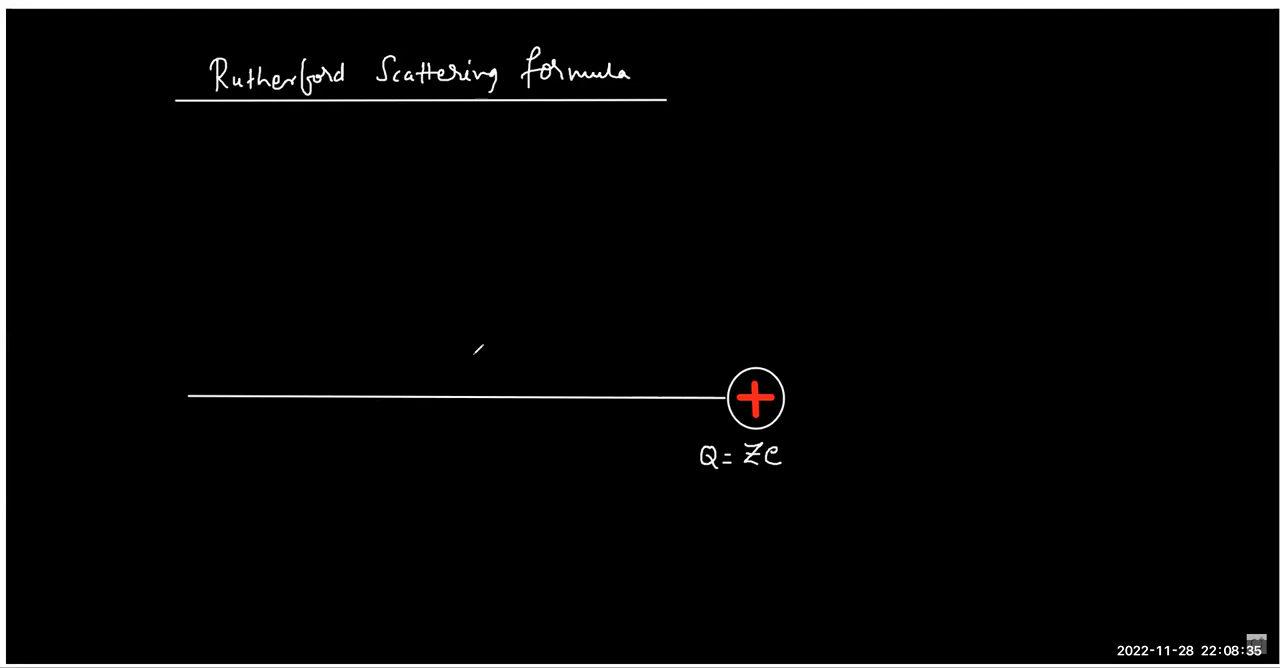 Rutherford Scattering formula
+
Q = Ze
2022-11-28 22:08:35